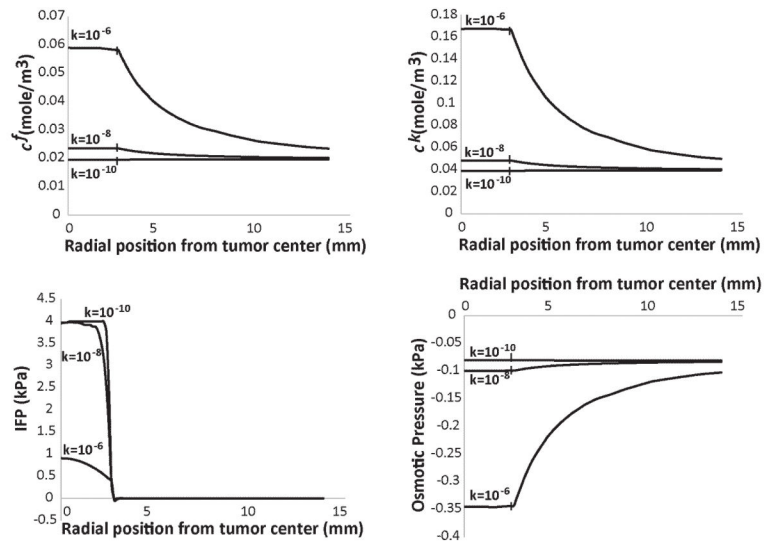 0.07
0.06
0.05
0.04
0.03
0.02
0.01
0
c^f(mole/m3)
k=10^-6
k=10^-8
k=10^-10
0
5
10
15
Radial position from tumor center (mm)
0.18
0.16
0.14
0.12
0.1
0.08
0.06
0.04
0.02
0
c^k(mole/m3)
k=10^-6
k=10^-8
k=10^-10
0
5
10
15
Radial position from tumor center (mm)
4.5
4
3.5
3
2.5
2
1.5
1
0.5
0
-0.5
IFP (kPa)
k=10^-10
k=10^-8
k=10^-6
5
10
15
Radial position from tumor center (mm)
Radial position from tumor center (mm)
0
5
10
15
0
-0.05
-0.1
-0.15
-0.2
-0.25
-0.3
-0.35
-0.4
Osmotic Pressure (kPa)
k=10^-10
k=10^-8
k=10^-6